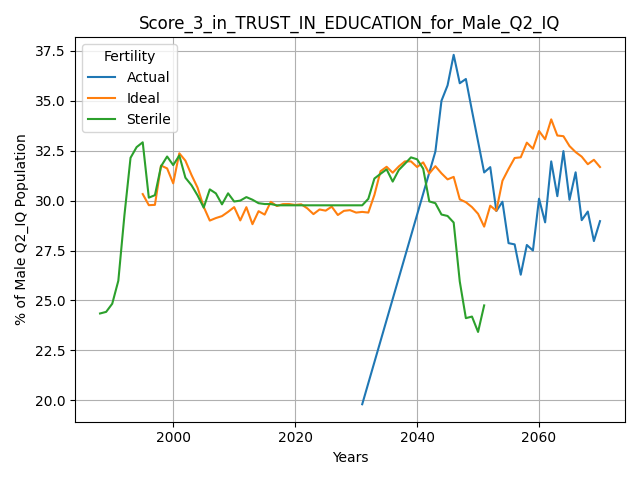 Score_3_in_TRUST_IN_EDUCATION_for_Male_Q2_IQ
Fertility
Actual
Ideal
Sterile
% of Male Q2_IQ Population
37.5
35.0
32.5
30.0
27.5
25.0
22.5
20.0
2000
2020
2040
2060
Years